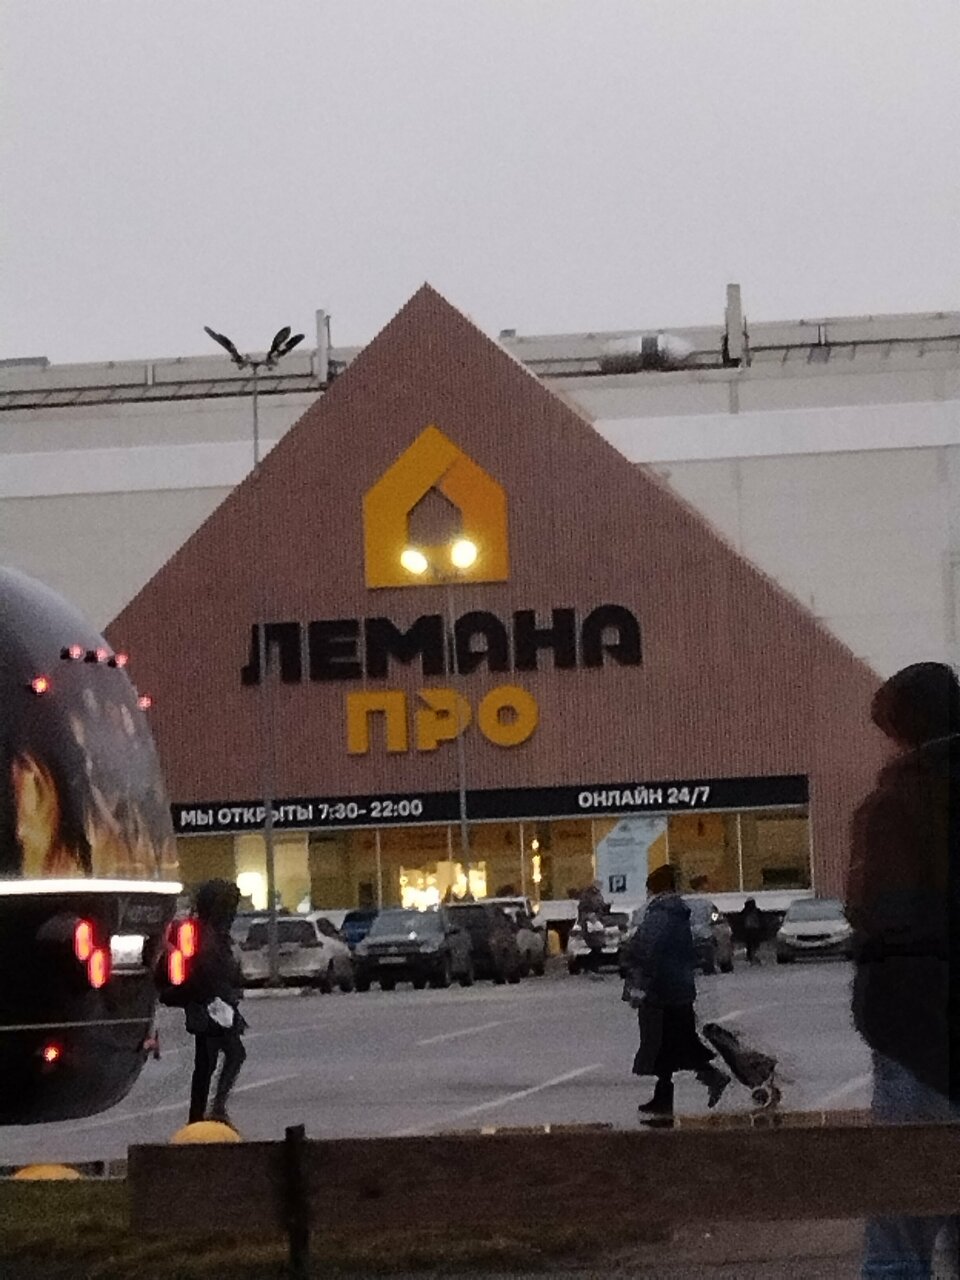 ЛЕМАНА
ПРО
МЫ ОТКРЫТЫ 7:30- 22:00
ОНЛАЙН 24/7
P